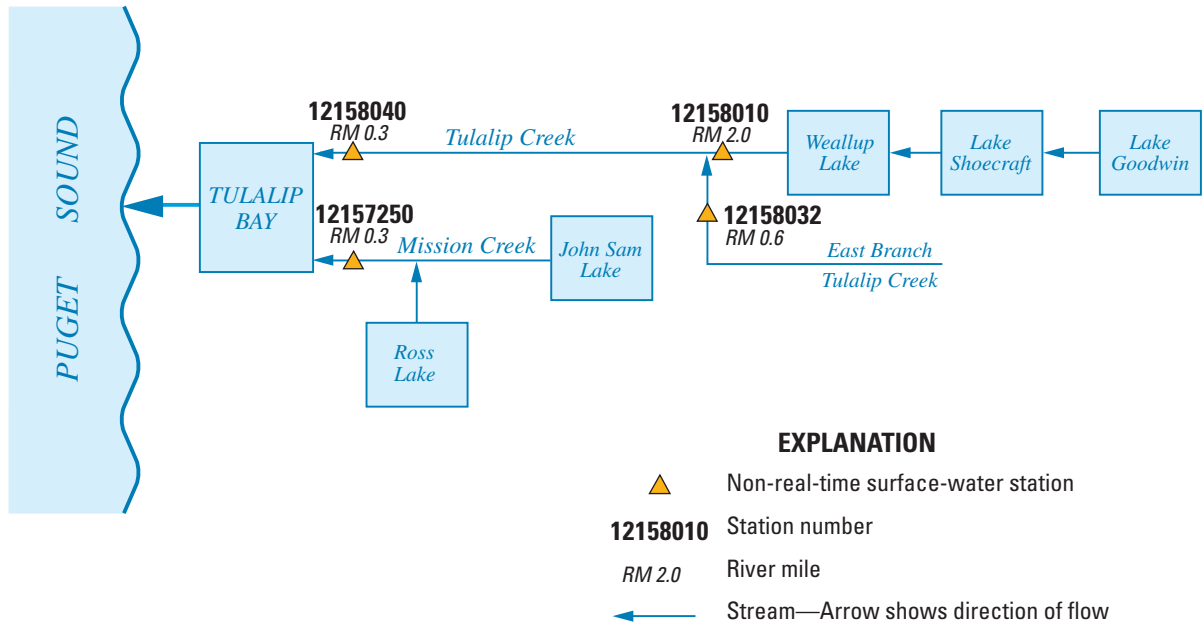 PUGET SOUND
TULALIP
BAY
12158040
RM 0.3
Tulalip Creek
12158010
RM 2.0
Weallup
Lake
Lake
Shoecraft
Lake
Goodwin
12157250
RM 0.3
Mission Creek
John Sam
Lake
12158032
RM 0.6
East Branch
Tulalip Creek
Ross
Lake
EXPLANATION
Non-real-time surface-water station
12158010 Station number
RM 2.0 River mile
Stream—Arrow shows direction of flow